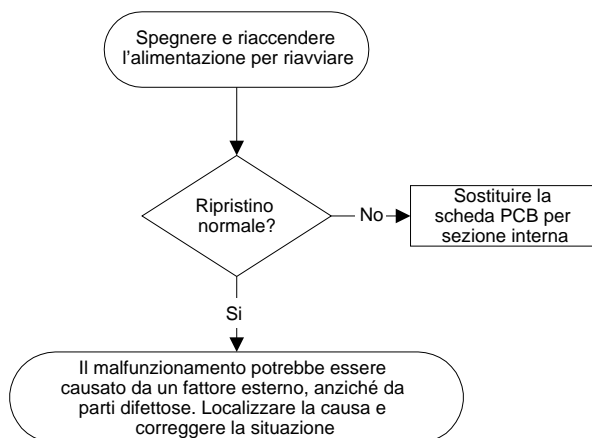 Spegnere e riaccendere
l'alimentazione per riavviare
Ripristino
normale?
No
Sostituire la
scheda PCB per
sezione interna
Si
Il malfunzionamento potrebbe essere
causato da un fattore esterno, anziché da
parti difettose. Localizzare la causa e
correggere la situazione